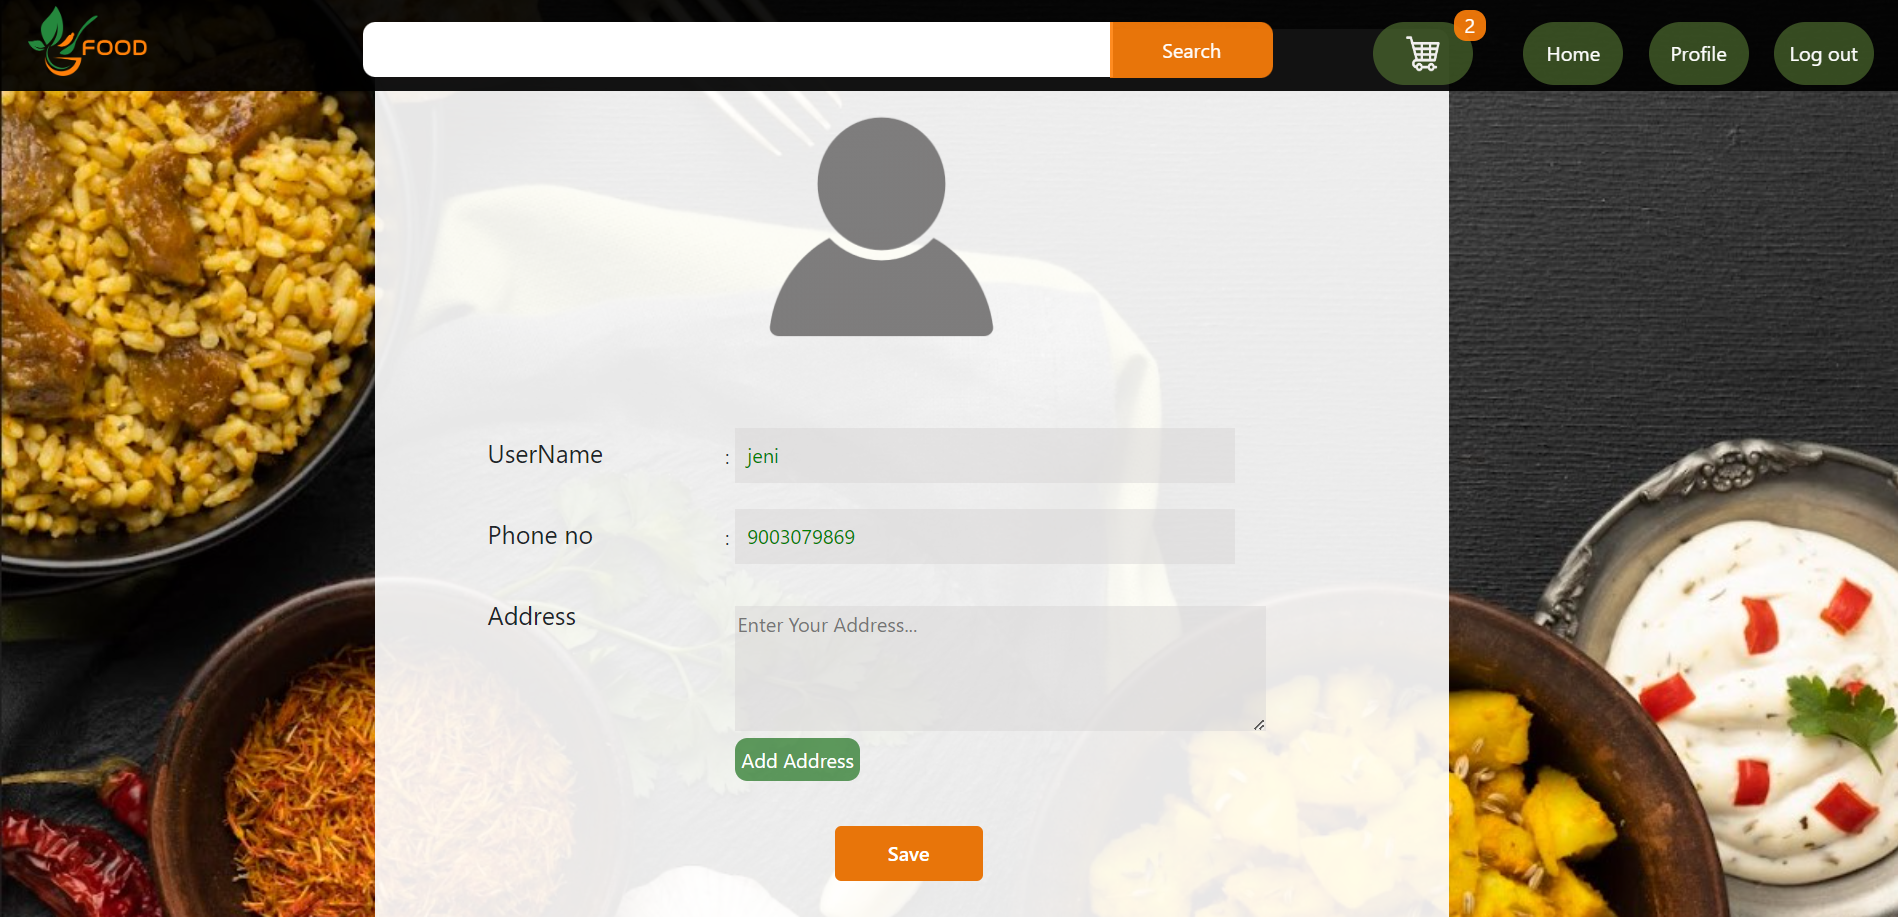 FOOD
Search
2
Home
Profile
Log out
UserName : jeni
Phone no : 9003079869
Address
Enter Your Address...
Add Address
Save